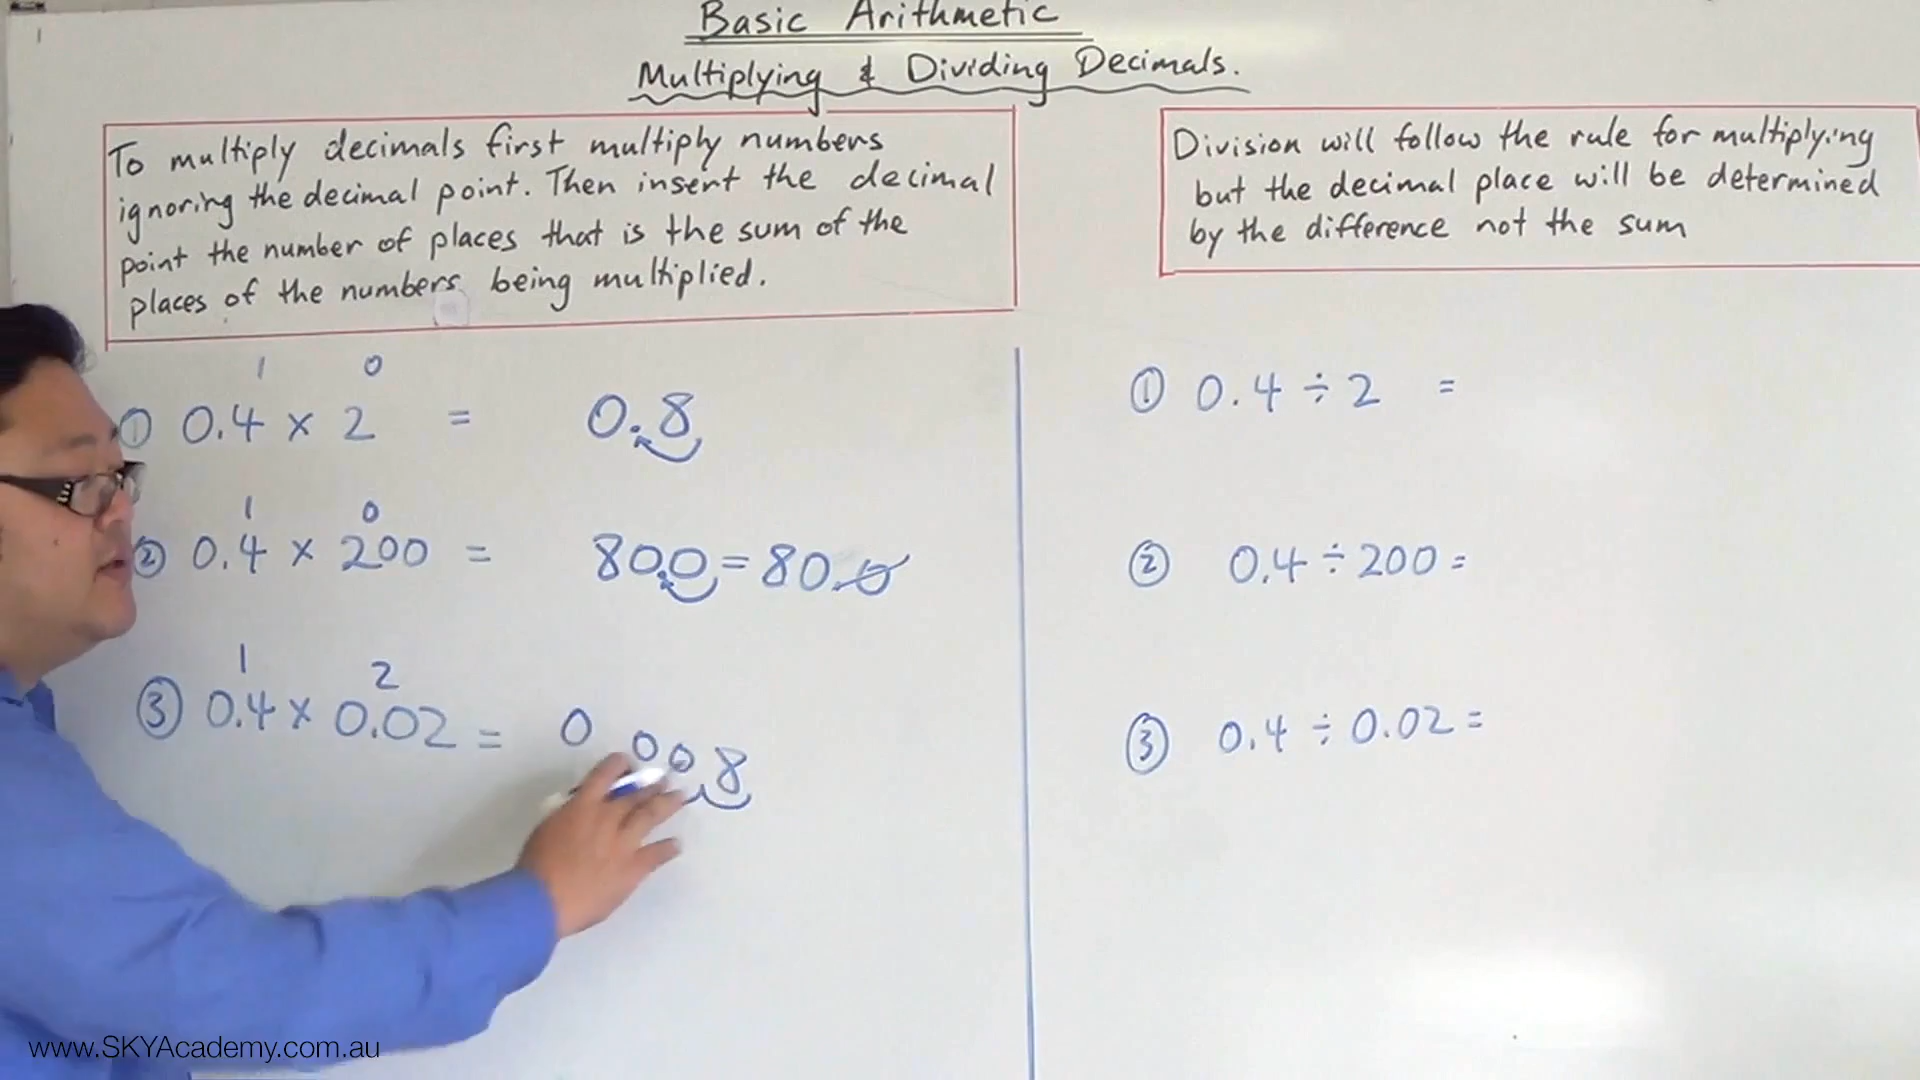 Basic Arithmetic
Multiplying & Dividing Decimals.
To multiply decimals first multiply numbers
ignoring the decimal point. Then insert the decimal
point the number of places that is the sum of the
places of the numbers being multiplied.
1 0
① 0.4 × 2 = 0.8
1 0
② 0.4 × 200 = 800 = 80.0
1 2
③ 0.4 × 0.02 = 0 008
Division will follow the rule for multiplying
but the decimal place will be determined
by the difference not the sum
① 0.4 ÷ 2 =
② 0.4 ÷ 200 =
③ 0.4 ÷ 0.02 =
www.SKYAcademy.com.au